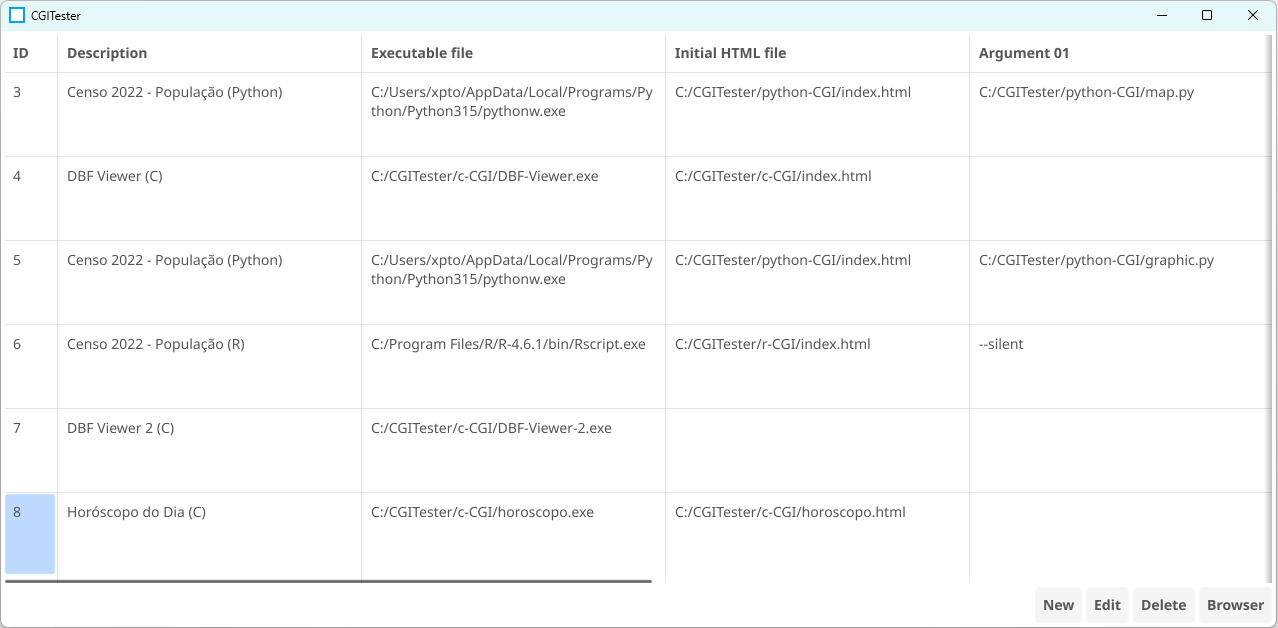 CGITester
ID Description Executable file Initial HTML file Argument 01
3 Censo 2022 - População (Python) C:/Users/xpto/AppData/Local/Programs/Py C:/CGITester/python-CGI/index.html C:/CGITester/python-CGI/map.py
thon/Python315/pythonw.exe
4 DBF Viewer (C) C:/CGITester/c-CGI/DBF-Viewer.exe C:/CGITester/c-CGI/index.html
5 Censo 2022 - População (Python) C:/Users/xpto/AppData/Local/Programs/Py C:/CGITester/python-CGI/index.html C:/CGITester/python-CGI/graphic.py
thon/Python315/pythonw.exe
6 Censo 2022 - População (R) C:/Program Files/R/R-4.6.1/bin/Rscript.exe C:/CGITester/r-CGI/index.html --silent
7 DBF Viewer 2 (C) C:/CGITester/c-CGI/DBF-Viewer-2.exe
8 Horóscopo do Dia (C) C:/CGITester/c-CGI/horoscopo.exe C:/CGITester/c-CGI/horoscopo.html
New Edit Delete Browser